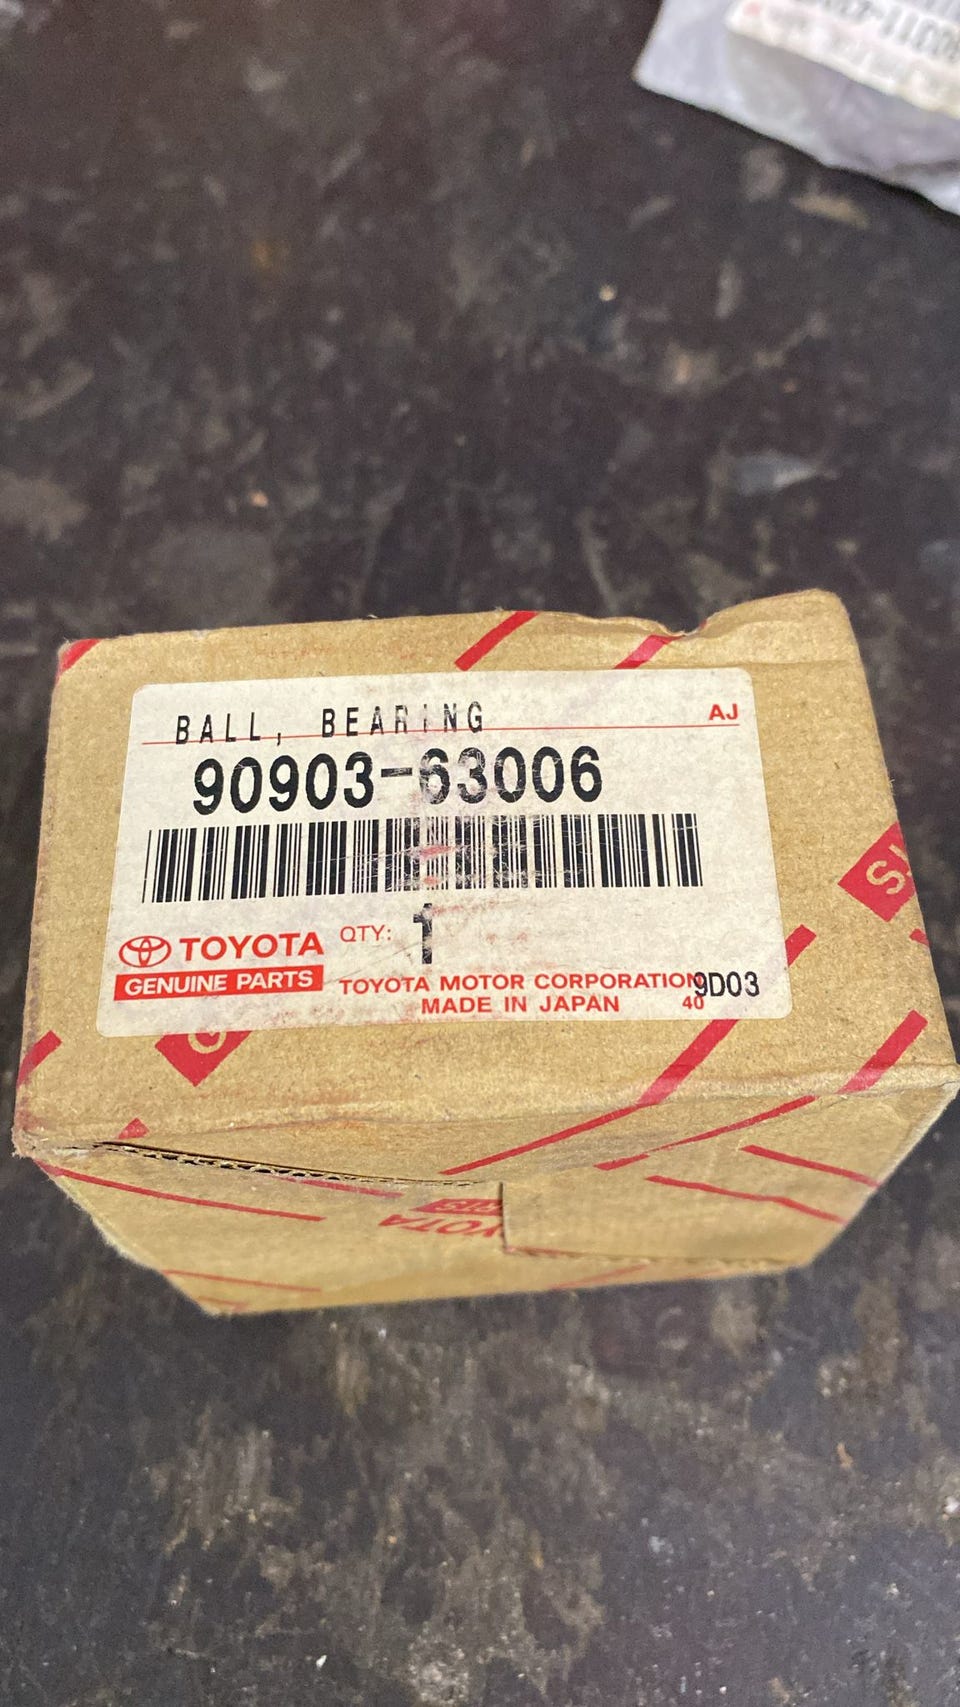 BALL, BEARING
AJ
90903-63006
TOYOTA
QTY: 1
GENUINE PARTS
TOYOTA MOTOR CORPORATION
9D03
MADE IN JAPAN
40